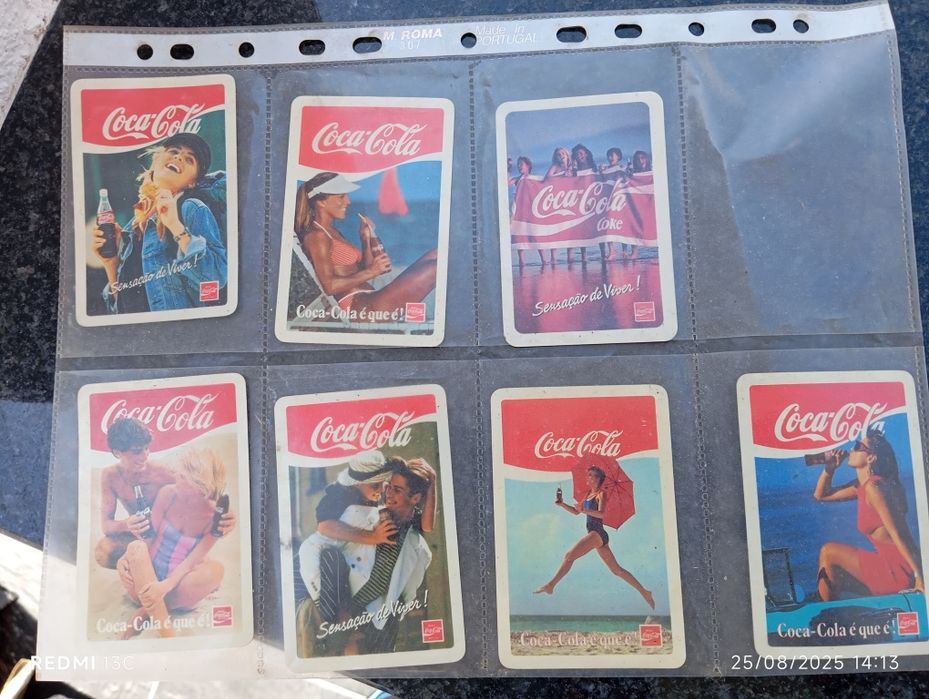 M. ROMA
307
Made in
PORTUGAL
Coca-Cola
Sensação de Viver!
Coca-Cola
Coca-Cola é que é!
Coca-Cola
Coke
Sensação de Viver!
Coca-Cola
Coca-Cola é que é!
Coca-Cola
Sensação de Viver!
Coca-Cola
Coca-Cola é que é!
Coca-Cola
Coca-Cola é que é!
REDMI 13C
25/08/2025 14:13